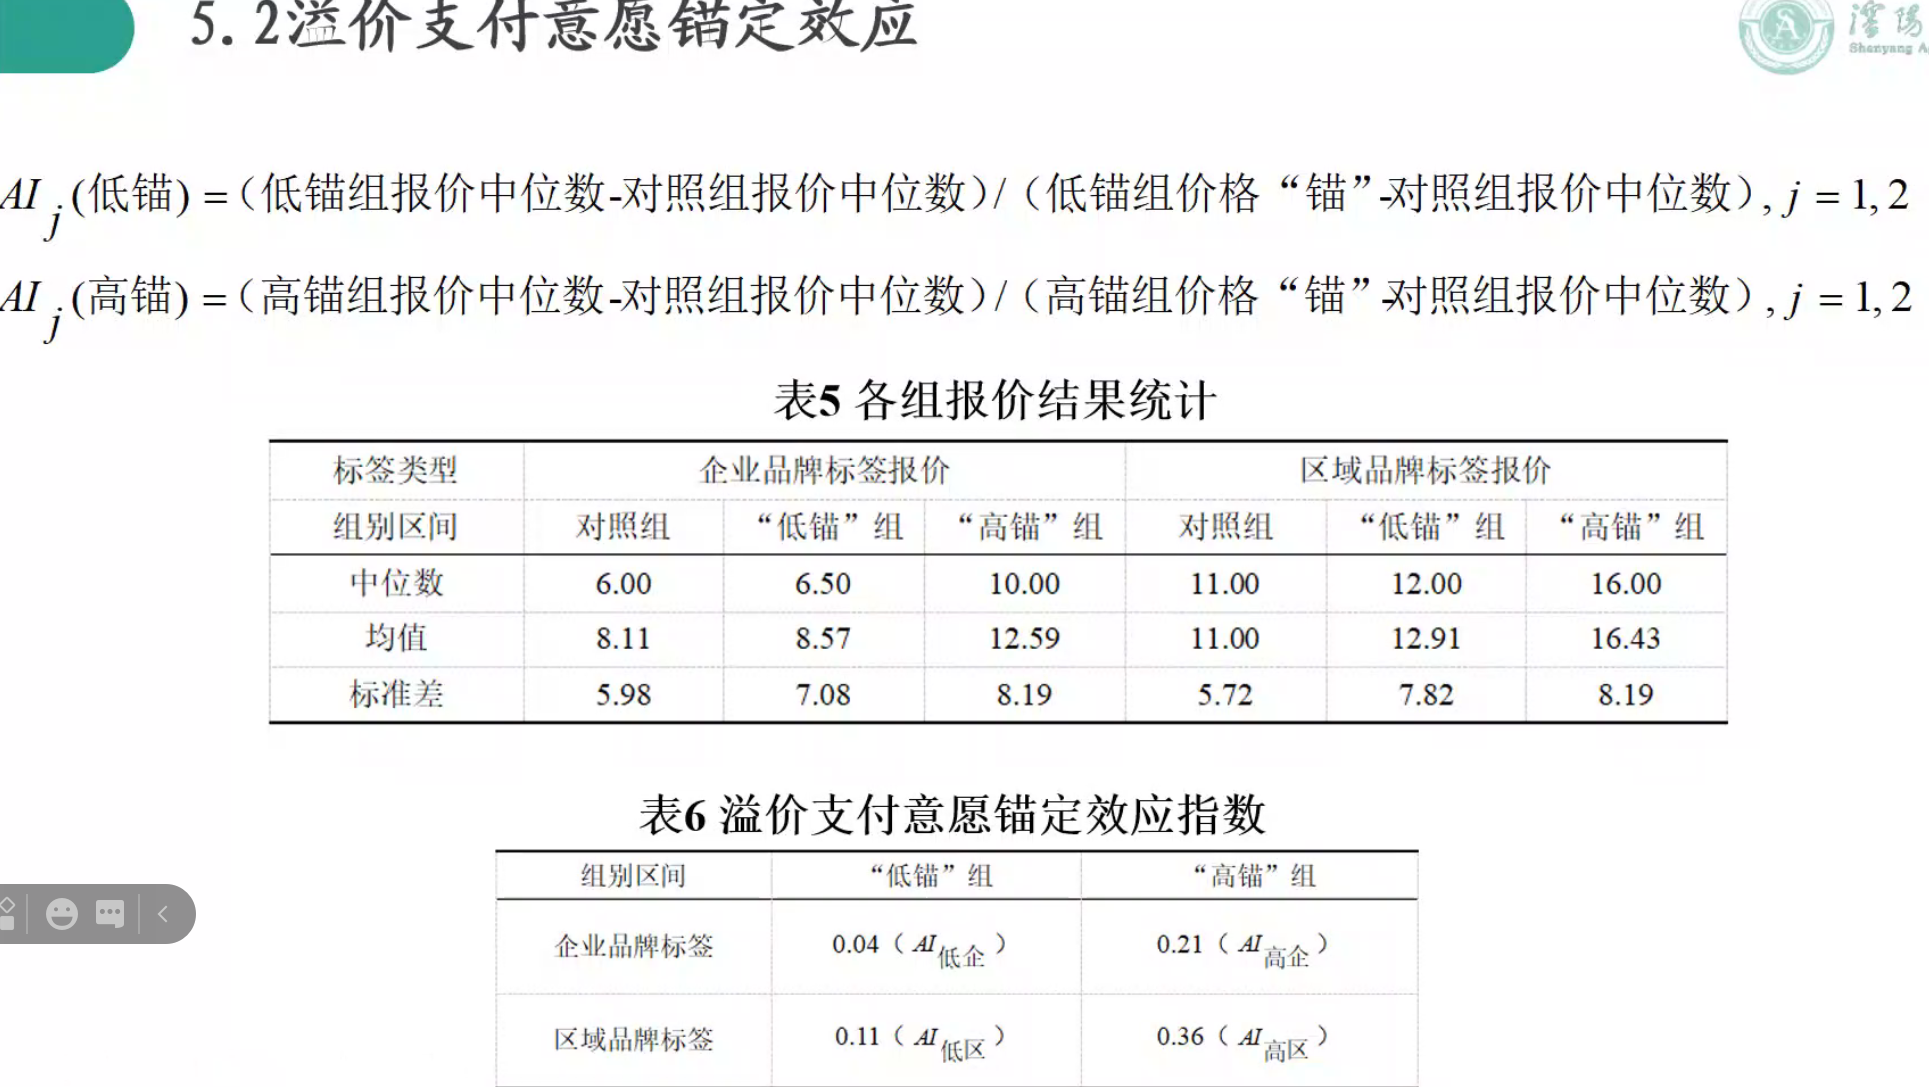 5.2溢价支付意愿锚定效应
瀋陽
Shenyang A
AI j (低锚) =（低锚组报价中位数-对照组报价中位数）/（低锚组价格“锚”-对照组报价中位数）, j = 1, 2
AI j (高锚) =（高锚组报价中位数-对照组报价中位数）/（高锚组价格“锚”-对照组报价中位数）, j = 1, 2
表5 各组报价结果统计
标签类型 企业品牌标签报价 区域品牌标签报价
组别区间 对照组 “低锚”组 “高锚”组 对照组 “低锚”组 “高锚”组
中位数 6.00 6.50 10.00 11.00 12.00 16.00
均值 8.11 8.57 12.59 11.00 12.91 16.43
标准差 5.98 7.08 8.19 5.72 7.82 8.19
表6 溢价支付意愿锚定效应指数
组别区间 “低锚”组 “高锚”组
企业品牌标签 0.04（AI低企） 0.21（AI高企）
区域品牌标签 0.11（AI低区） 0.36（AI高区）